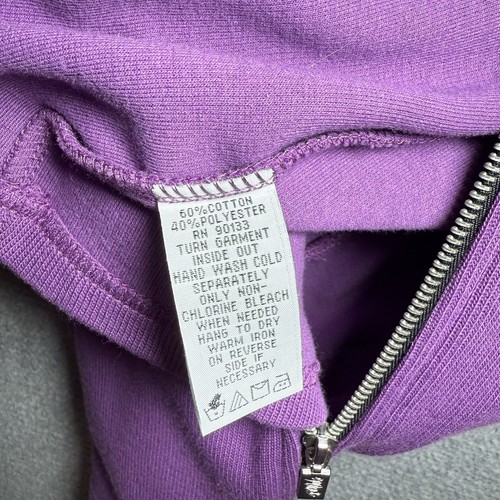 60%COTTON
40%POLYESTER
RN 90133
TURN GARMENT
INSIDE OUT
HAND WASH COLD
SEPARATELY
ONLY NON-
CHLORINE BLEACH
WHEN NEEDED
HANG TO DRY
WARM IRON
ON REVERSE
SIDE IF
NECESSARY